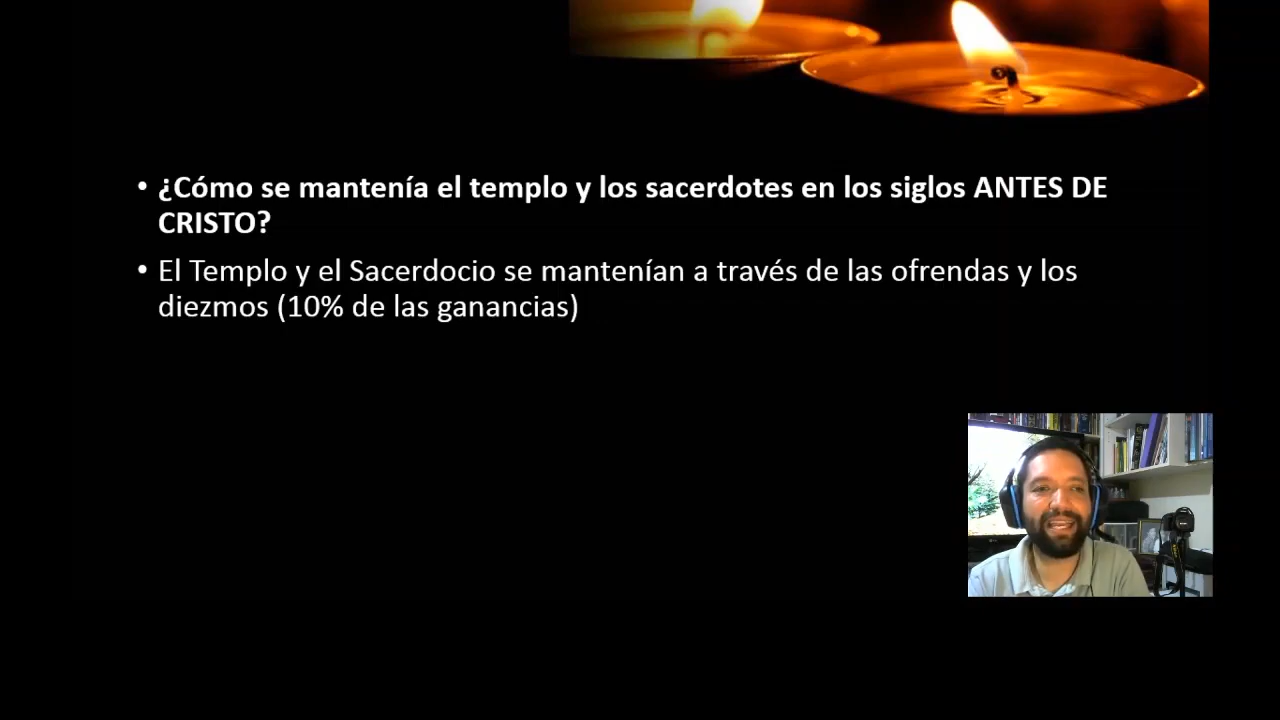 • ¿Cómo se mantenía el templo y los sacerdotes en los siglos ANTES DE
CRISTO?
• El Templo y el Sacerdocio se mantenían a través de las ofrendas y los
diezmos (10% de las ganancias)